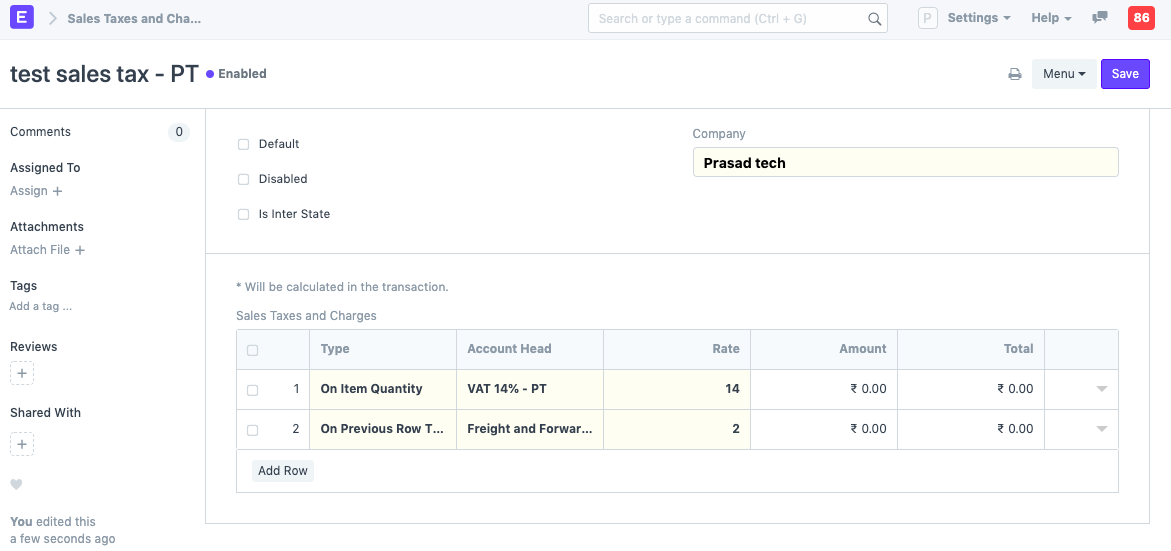 E Sales Taxes and Cha... Search or type a command (Ctrl + G) P Settings Help 86
test sales tax - PT Enabled Menu Save
Comments 0
Assigned To
Assign +
Attachments
Attach File +
Tags
Add a tag ...
Reviews
+
Shared With
+
You edited this
a few seconds ago
Default
Disabled
Is Inter State
Company
Prasad tech
* Will be calculated in the transaction.
Sales Taxes and Charges
Type Account Head Rate Amount Total
1 On Item Quantity VAT 14% - PT 14 ₹ 0.00 ₹ 0.00
2 On Previous Row T... Freight and Forwar... 2 ₹ 0.00 ₹ 0.00
Add Row